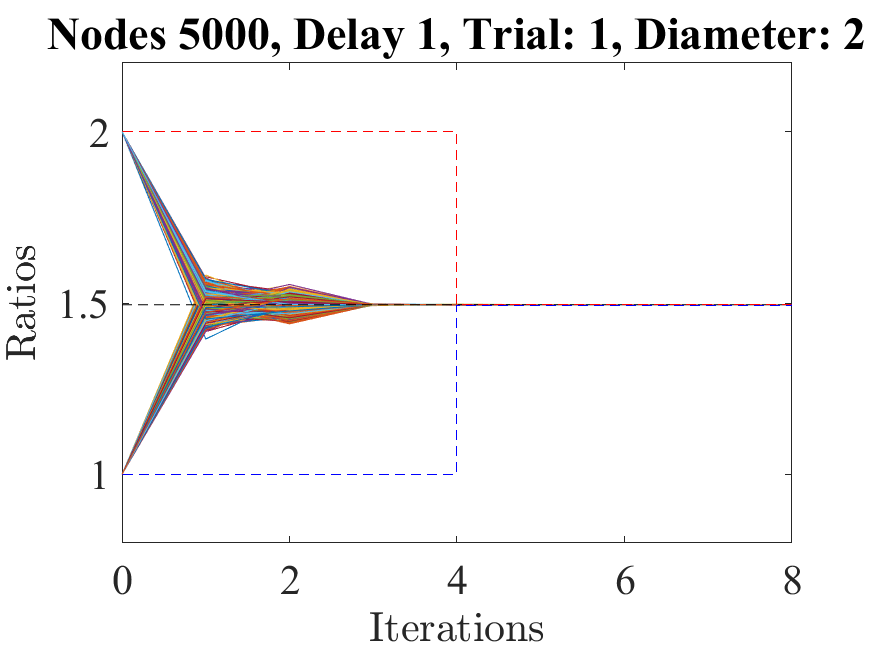 Nodes 5000, Delay 1, Trial: 1, Diameter: 2
2
1.5
1
Ratios
0 2 4 6 8
Iterations